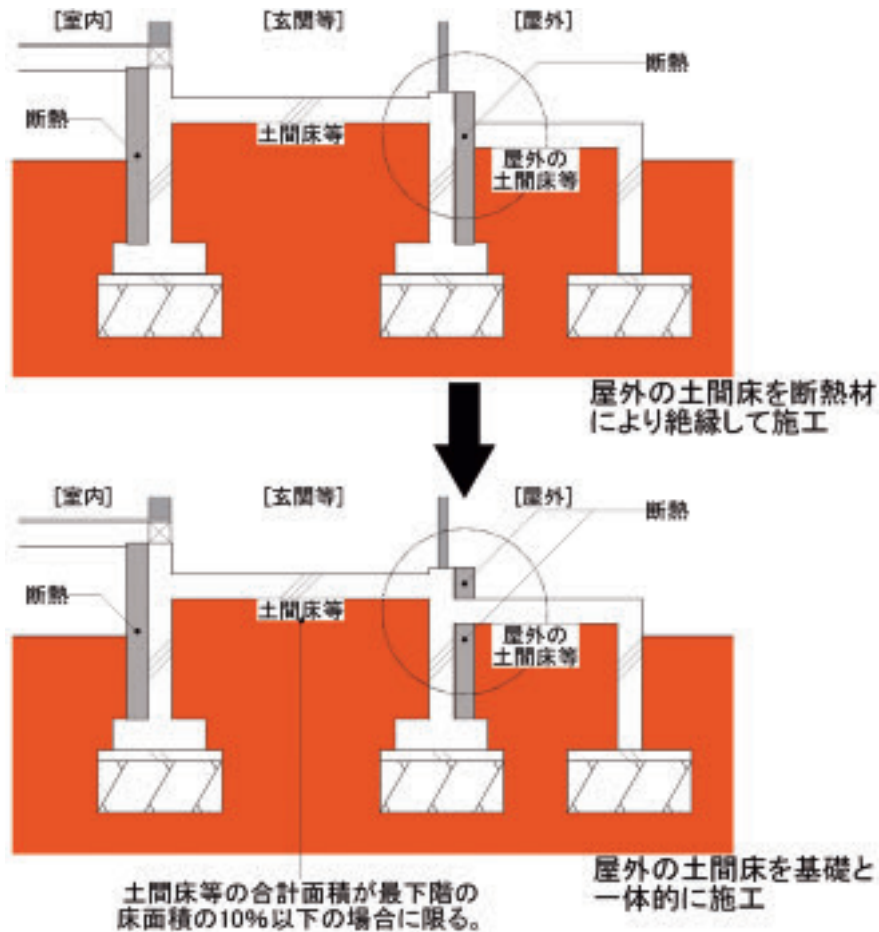 [室内]
[玄関等]
[屋外]
断熱
断熱
土間床等
屋外の
土間床等
屋外の土間床を断熱材
により絶縁して施工
[室内]
[玄関等]
[屋外]
断熱
断熱
土間床等
屋外の
土間床等
土間床等の合計面積が最下階の
床面積の10%以下の場合に限る。
屋外の土間床を基礎と
一体的に施工